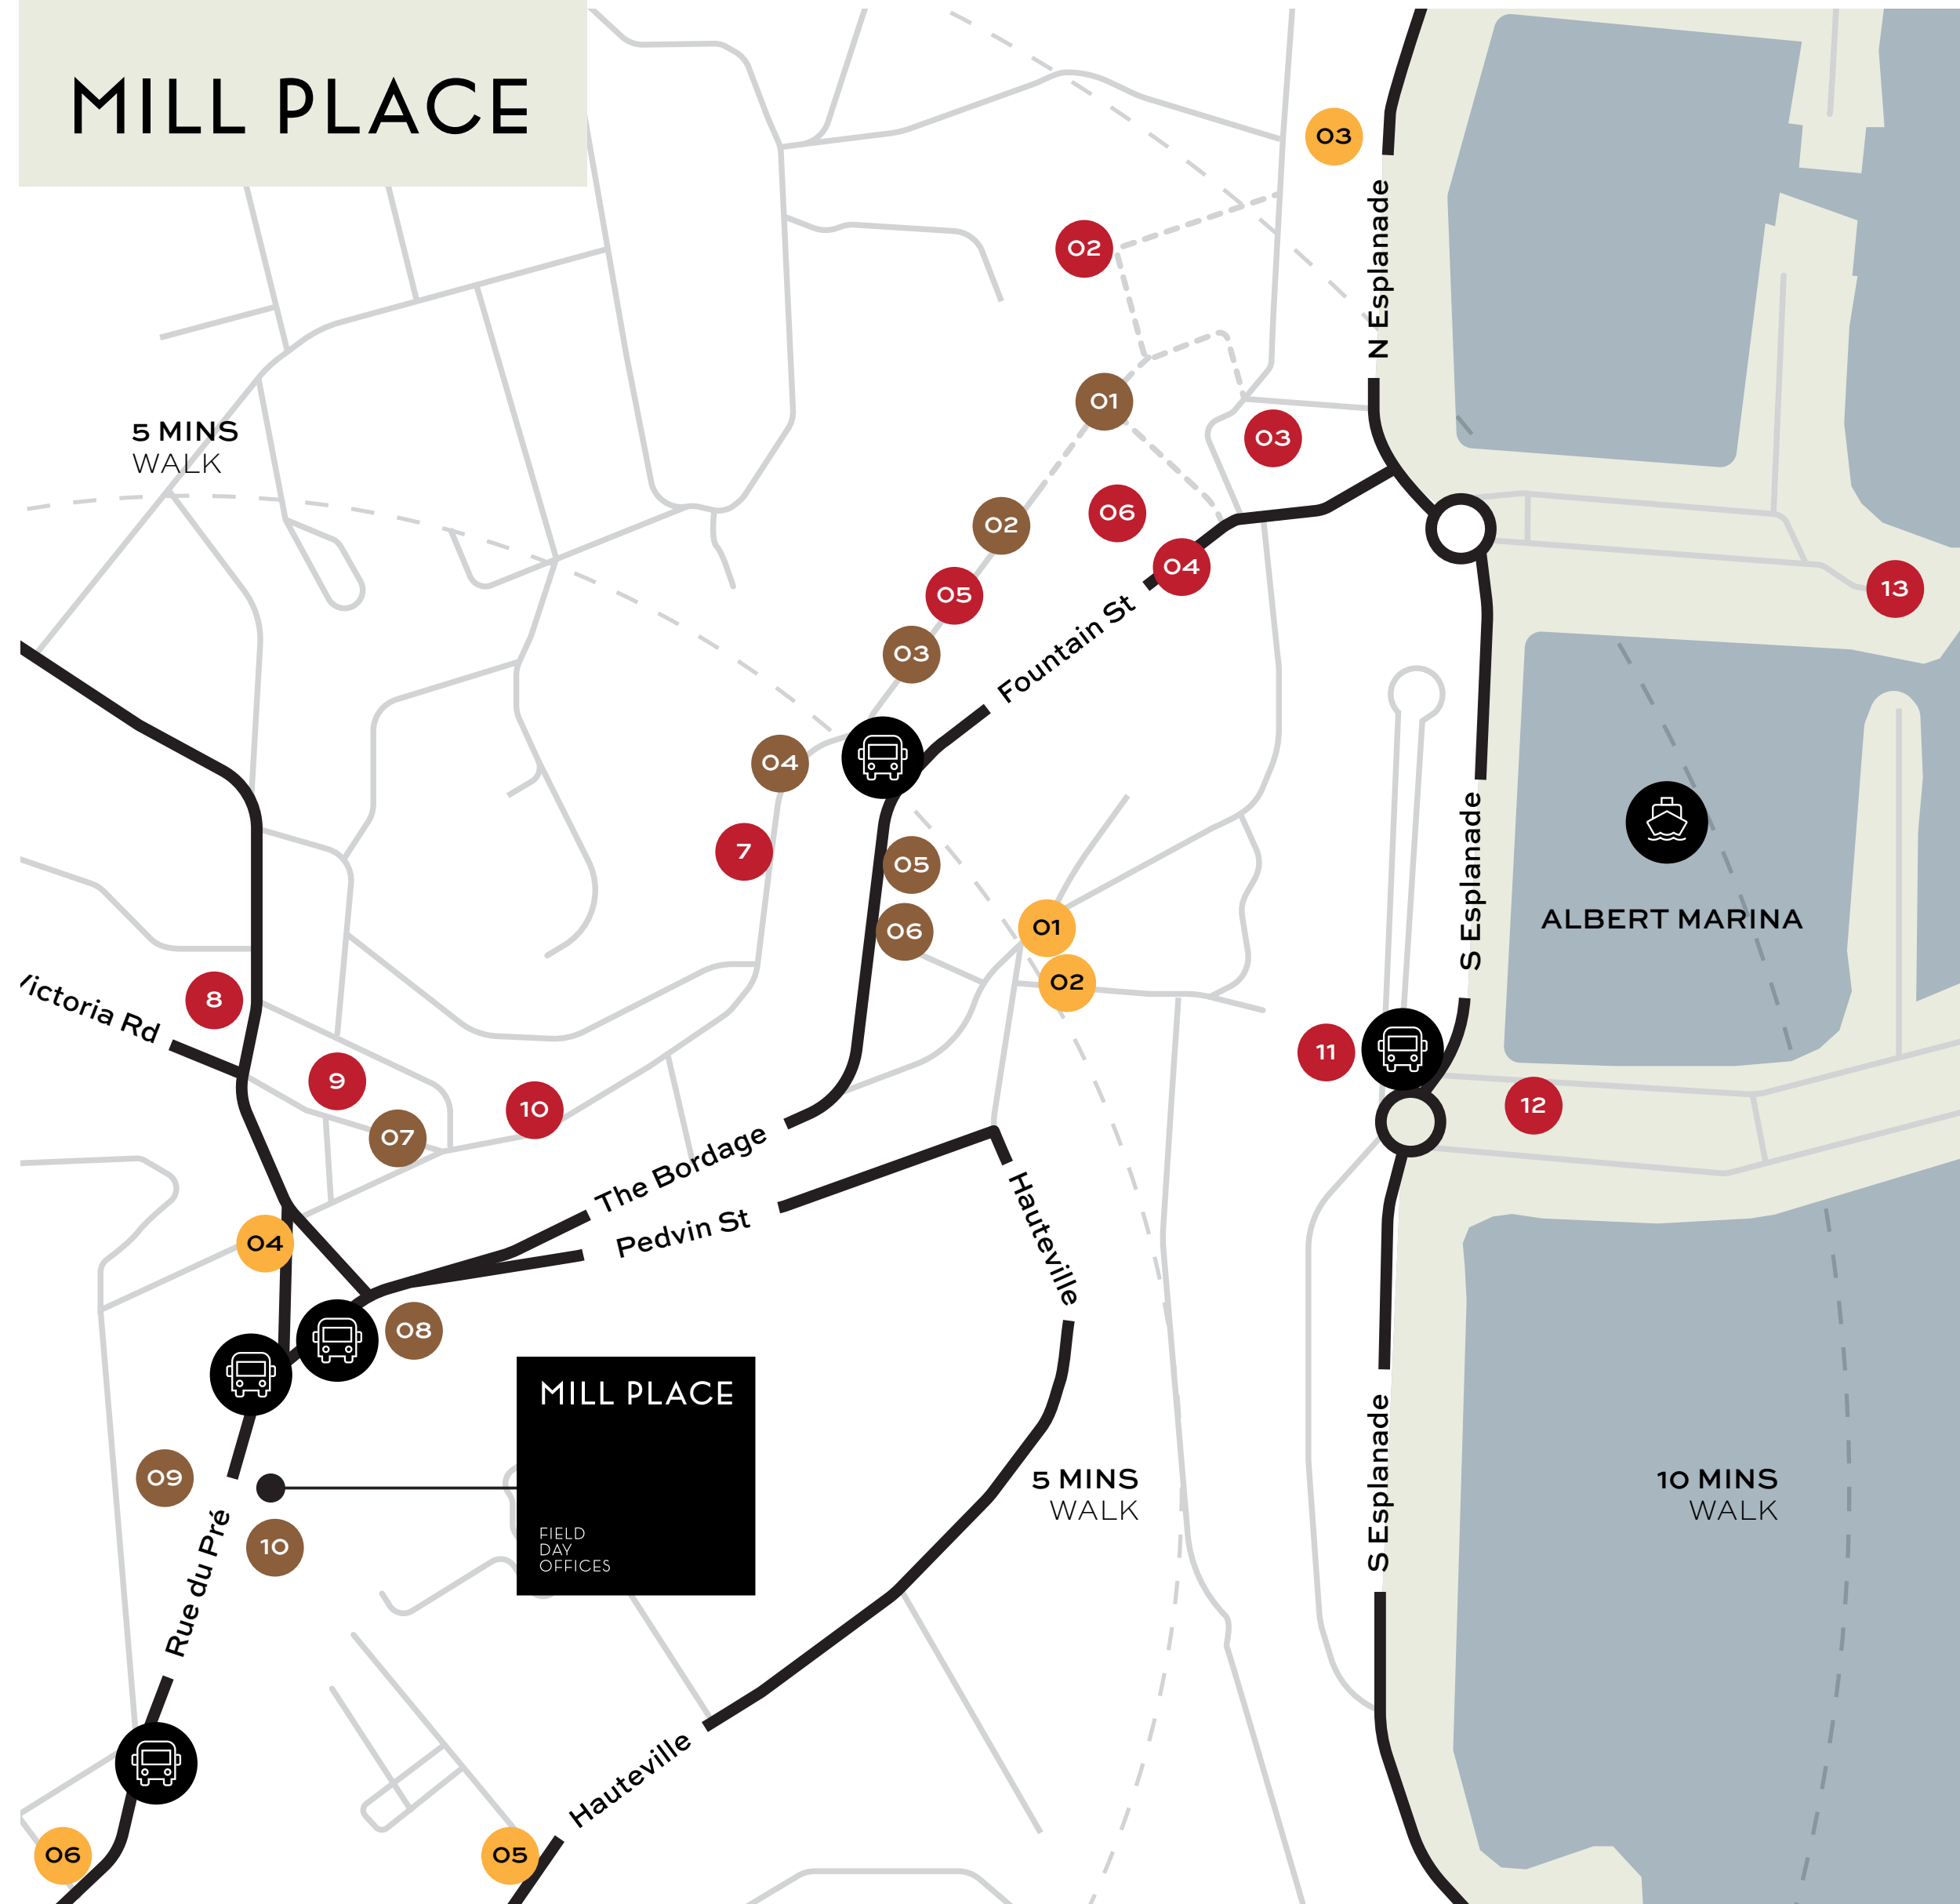 MILL PLACE
03
N Esplanade
02
5 MINS
WALK
01
03
06
02
04
13
05
03
Fountain St
04
7
05
S Esplanade
ALBERT MARINA
06
01
02
Victoria Rd
8
11
9
12
10
07
The Bordage
Pedvin St
Hauteville
04
08
MILL PLACE
FIELD
DAY
OFFICES
09
10
Rue du Pré
5 MINS
WALK
S Esplanade
10 MINS
WALK
Hauteville
06
05